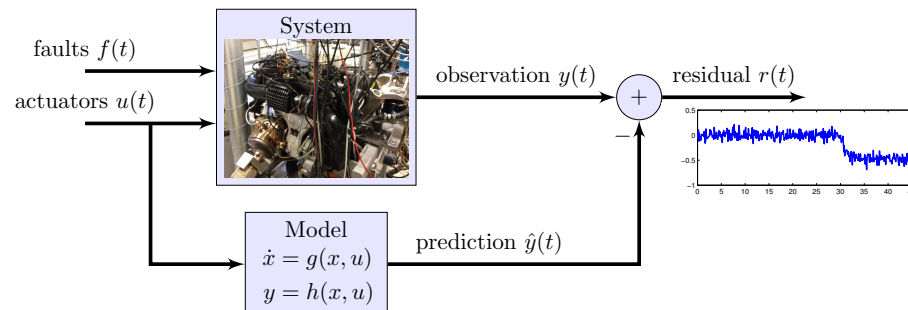 System
faults f(t)
actuators u(t)
observation y(t)
+
−
residual r(t)
0.5
0
−0.5
−1
0 5 10 15 20 25 30 35 40 45
Model
ẋ = g(x, u)
y = h(x, u)
prediction ŷ(t)